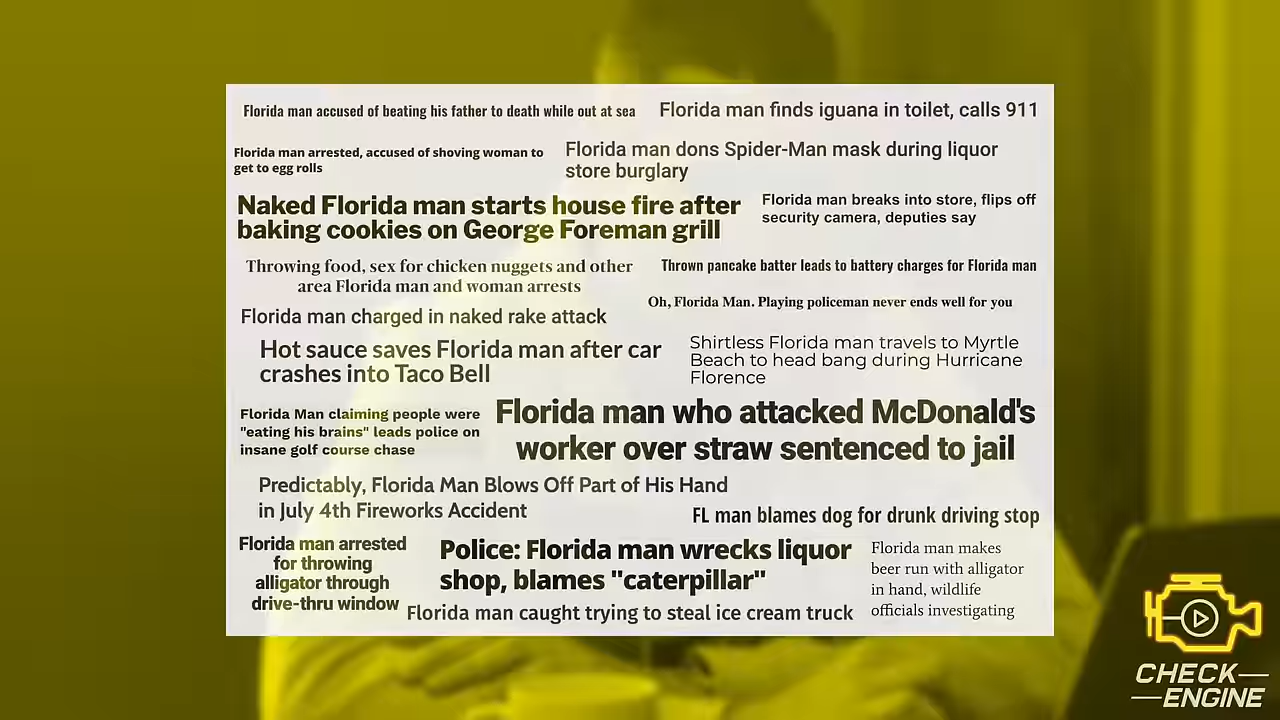 Florida man accused of beating his father to death while out at sea
Florida man finds iguana in toilet, calls 911
Florida man arrested, accused of shoving woman to
get to egg rolls
Florida man dons Spider-Man mask during liquor
store burglary
Naked Florida man starts house fire after
baking cookies on George Foreman grill
Florida man breaks into store, flips off
security camera, deputies say
Throwing food, sex for chicken nuggets and other
area Florida man and woman arrests
Thrown pancake batter leads to battery charges for Florida man
Oh, Florida Man. Playing policeman never ends well for you
Florida man charged in naked rake attack
Hot sauce saves Florida man after car
crashes into Taco Bell
Shirtless Florida man travels to Myrtle
Beach to head bang during Hurricane
Florence
Florida Man claiming people were
"eating his brains" leads police on
insane golf course chase
Florida man who attacked McDonald's
worker over straw sentenced to jail
Predictably, Florida Man Blows Off Part of His Hand
in July 4th Fireworks Accident
FL man blames dog for drunk driving stop
Florida man arrested
for throwing
alligator through
drive-thru window
Police: Florida man wrecks liquor
shop, blames "caterpillar"
Florida man makes
beer run with alligator
in hand, wildlife
officials investigating
Florida man caught trying to steal ice cream truck
CHECK
ENGINE